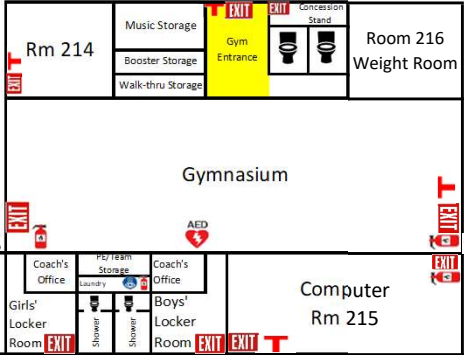 EXIT
EXIT
Concession
Stand
Music Storage
Rm 214
Gym
Entrance
Room 216
Weight Room
Booster Storage
Walk-thru Storage
EXIT
Gymnasium
EXIT
EXIT
AED
Coach's
Office
PE/Team
Storage
Laundry
Coach's
Office
EXIT
Computer
Rm 215
Girls'
Locker
Room
EXIT
Shower
Shower
Boys'
Locker
Room
EXIT
EXIT